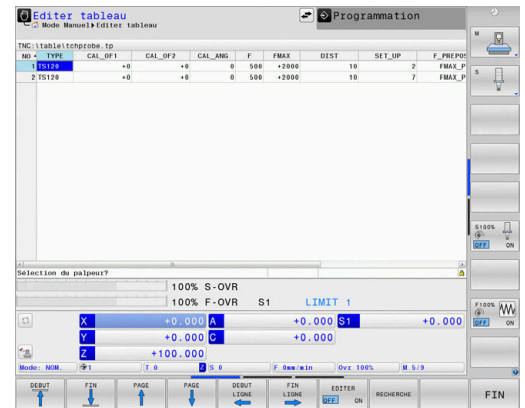 Editer tableau
Programmation
Mode Manuel▸Editer tableau
TNC:\table\tchprobe.tp
NO TYPE CAL_OF1 CAL_OF2 CAL_ANG F FMAX DIST SET_UP F_PREPOS
1 TS120 +0 +0 0 500 +2000 10 2 FMAX_P
2 TS120 +0 +0 0 500 +2000 10 7 FMAX_P
Sélection du palpeur?
100% S-OVR
100% F-OVR S1 LIMIT 1
X +0.000 A +0.000 S1 +0.000
Y +0.000 C +0.000
Z +100.000
Mode: NOM. 1 T 0 Z S 0 F 0mm/min Ovr 100% M 5/9
M
S
S100%
OFF ON
F100%
OFF ON
DEBUT
FIN
PAGE
PAGE
DEBUT LIGNE
FIN LIGNE
EDITER
OFF ON
RECHERCHE
FIN